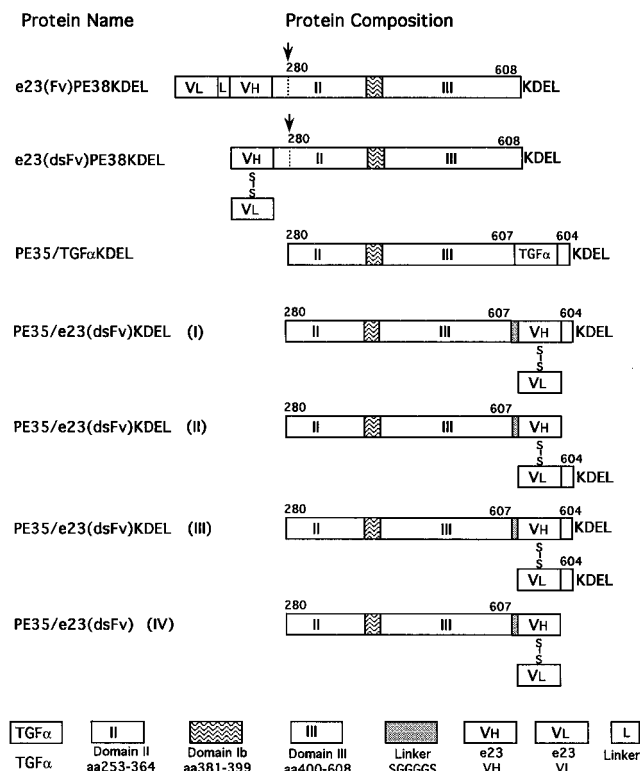 Protein Name Protein Composition
280 608
e23(Fv)PE38KDEL VL L VH II III KDEL
280 608
e23(dsFv)PE38KDEL VH II III KDEL
S
S
VL
280 607 604
PE35/TGFαKDEL II III TGFα KDEL
280 607 604
PE35/e23(dsFv)KDEL (I) II III VH KDEL
S
S
VL
280 607
PE35/e23(dsFv)KDEL (II) II III VH
S
S 604
VL KDEL
280 607 604
PE35/e23(dsFv)KDEL (III) II III VH KDEL
S
S 604
VL KDEL
280 607
PE35/e23(dsFv) (IV) II III VH
S
S
VL
TGFα II III VH VL L
TGFα Domain II Domain Ib Domain III Linker e23 e23 Linker
aa253-364 aa381-399 aa400-608 SGGGGS VH VL